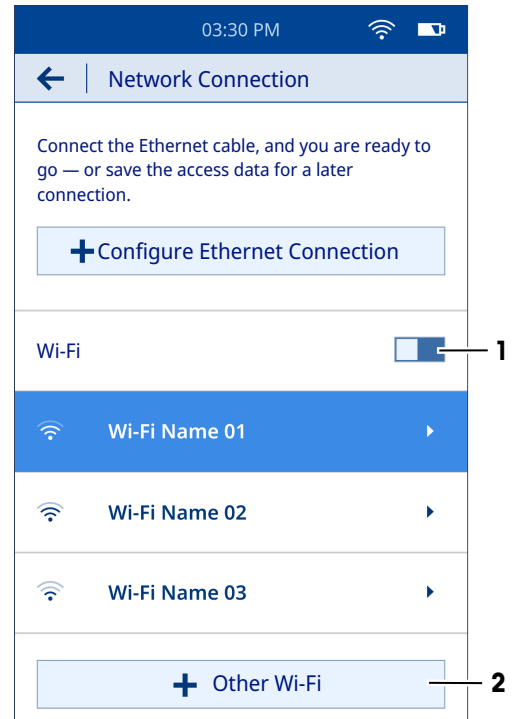 03:30 PM
Network Connection
Connect the Ethernet cable, and you are ready to
go — or save the access data for a later
connection.
Configure Ethernet Connection
Wi-Fi
1
Wi-Fi Name 01
Wi-Fi Name 02
Wi-Fi Name 03
Other Wi-Fi
2